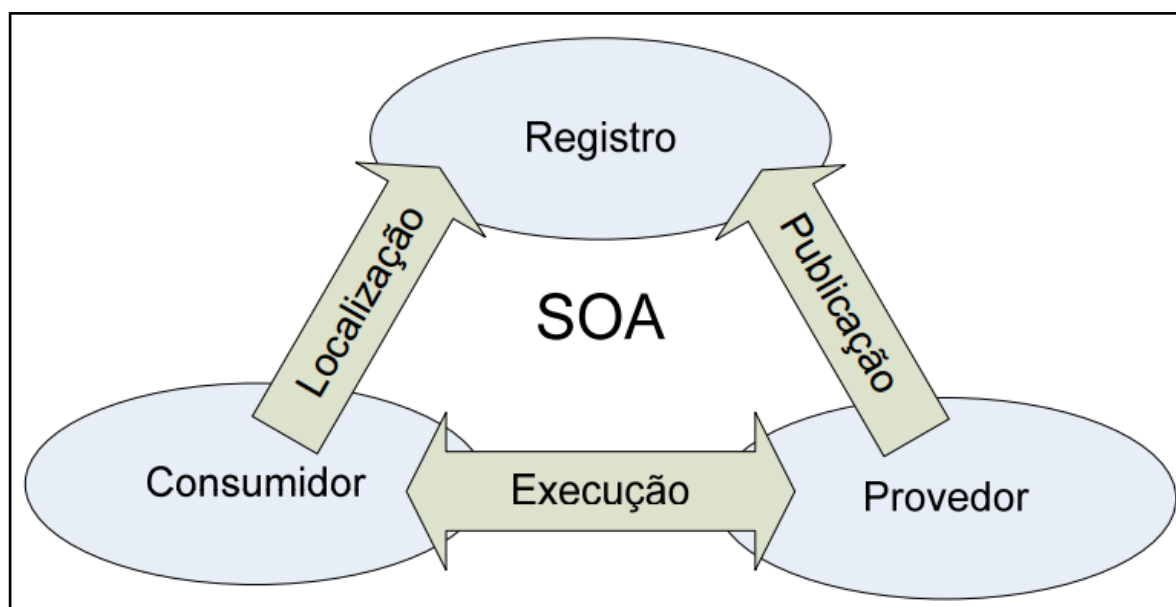 Registro
Localização
Publicação
SOA
Consumidor
Execução
Provedor